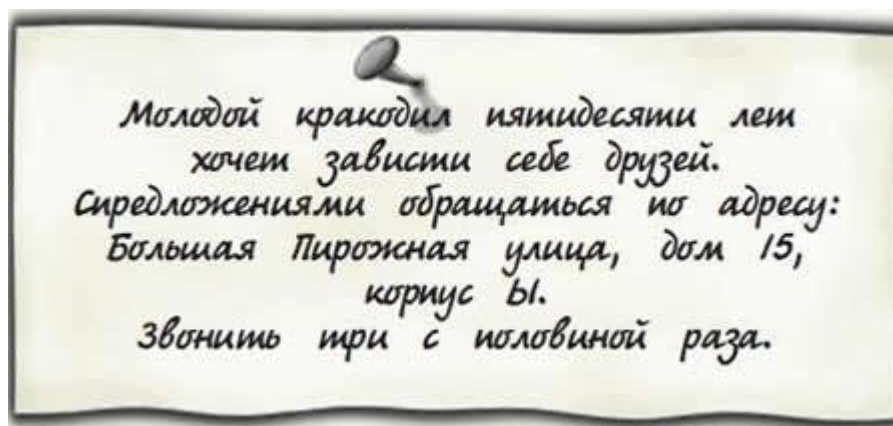 Молодой кракодил пятидесяти лет
хочет зависти себе друзей.
Спредложениями обращаться по адресу:
Большая Пирожная улица, дом 15,
корпус Ы.
Звонить три с половиной раза.